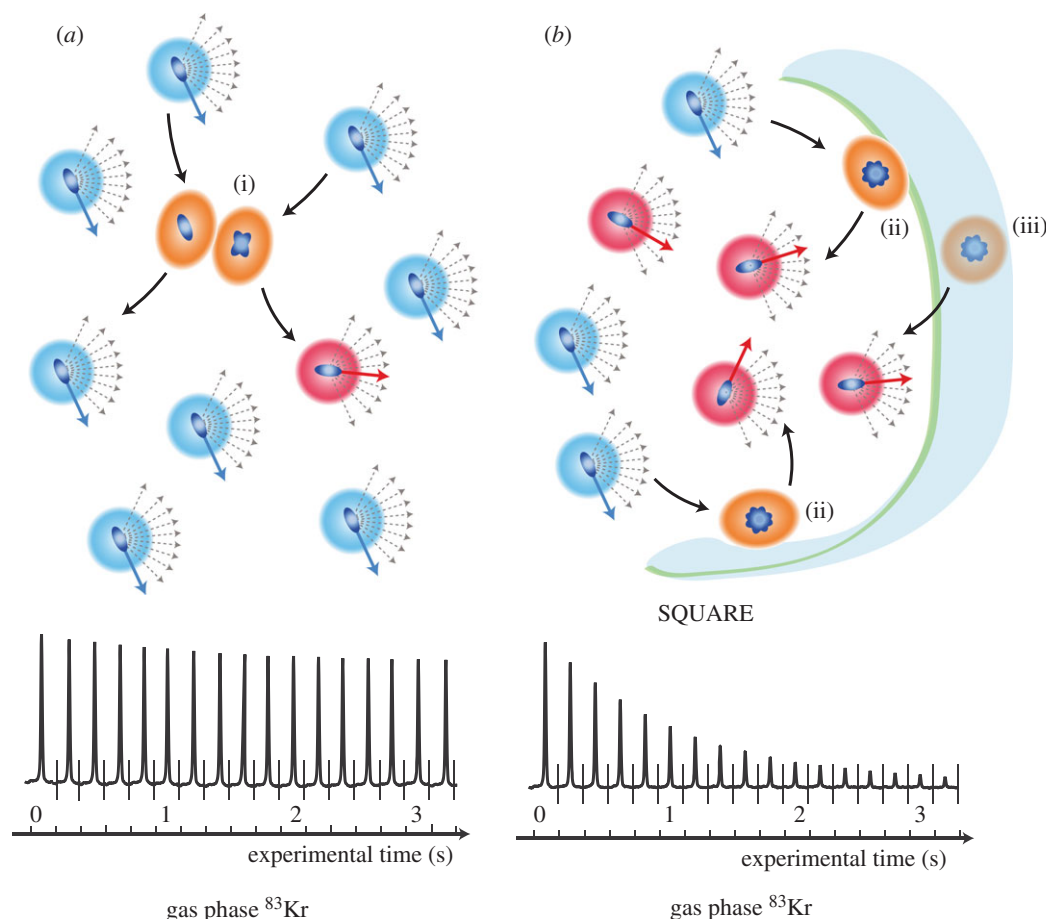 (a)
(b)
(i)
(ii)
(iii)
(ii)
SQUARE
0 1 2 3
experimental time (s)
gas phase ⁸³Kr
0 1 2 3
experimental time (s)
gas phase ⁸³Kr